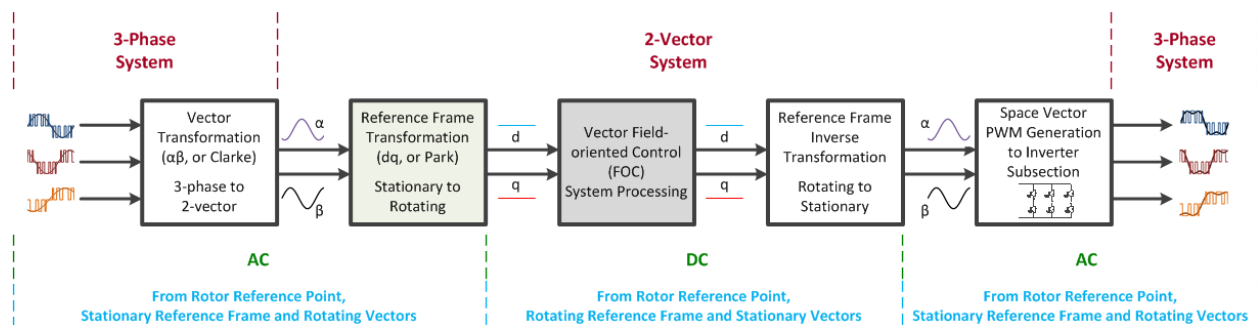 3-Phase
System
2-Vector
System
3-Phase
System
Vector
Transformation
(αβ, or Clarke)
3-phase to
2-vector
α
β
Reference Frame
Transformation
(dq, or Park)
Stationary to
Rotating
d
q
Vector Field-
oriented Control
(FOC)
System Processing
d
q
Reference Frame
Inverse
Transformation
Rotating to
Stationary
α
β
Space Vector
PWM Generation
to Inverter
Subsection
AC
DC
AC
From Rotor Reference Point,
Stationary Reference Frame and Rotating Vectors
From Rotor Reference Point,
Rotating Reference Frame and Stationary Vectors
From Rotor Reference Point,
Stationary Reference Frame and Rotating Vectors